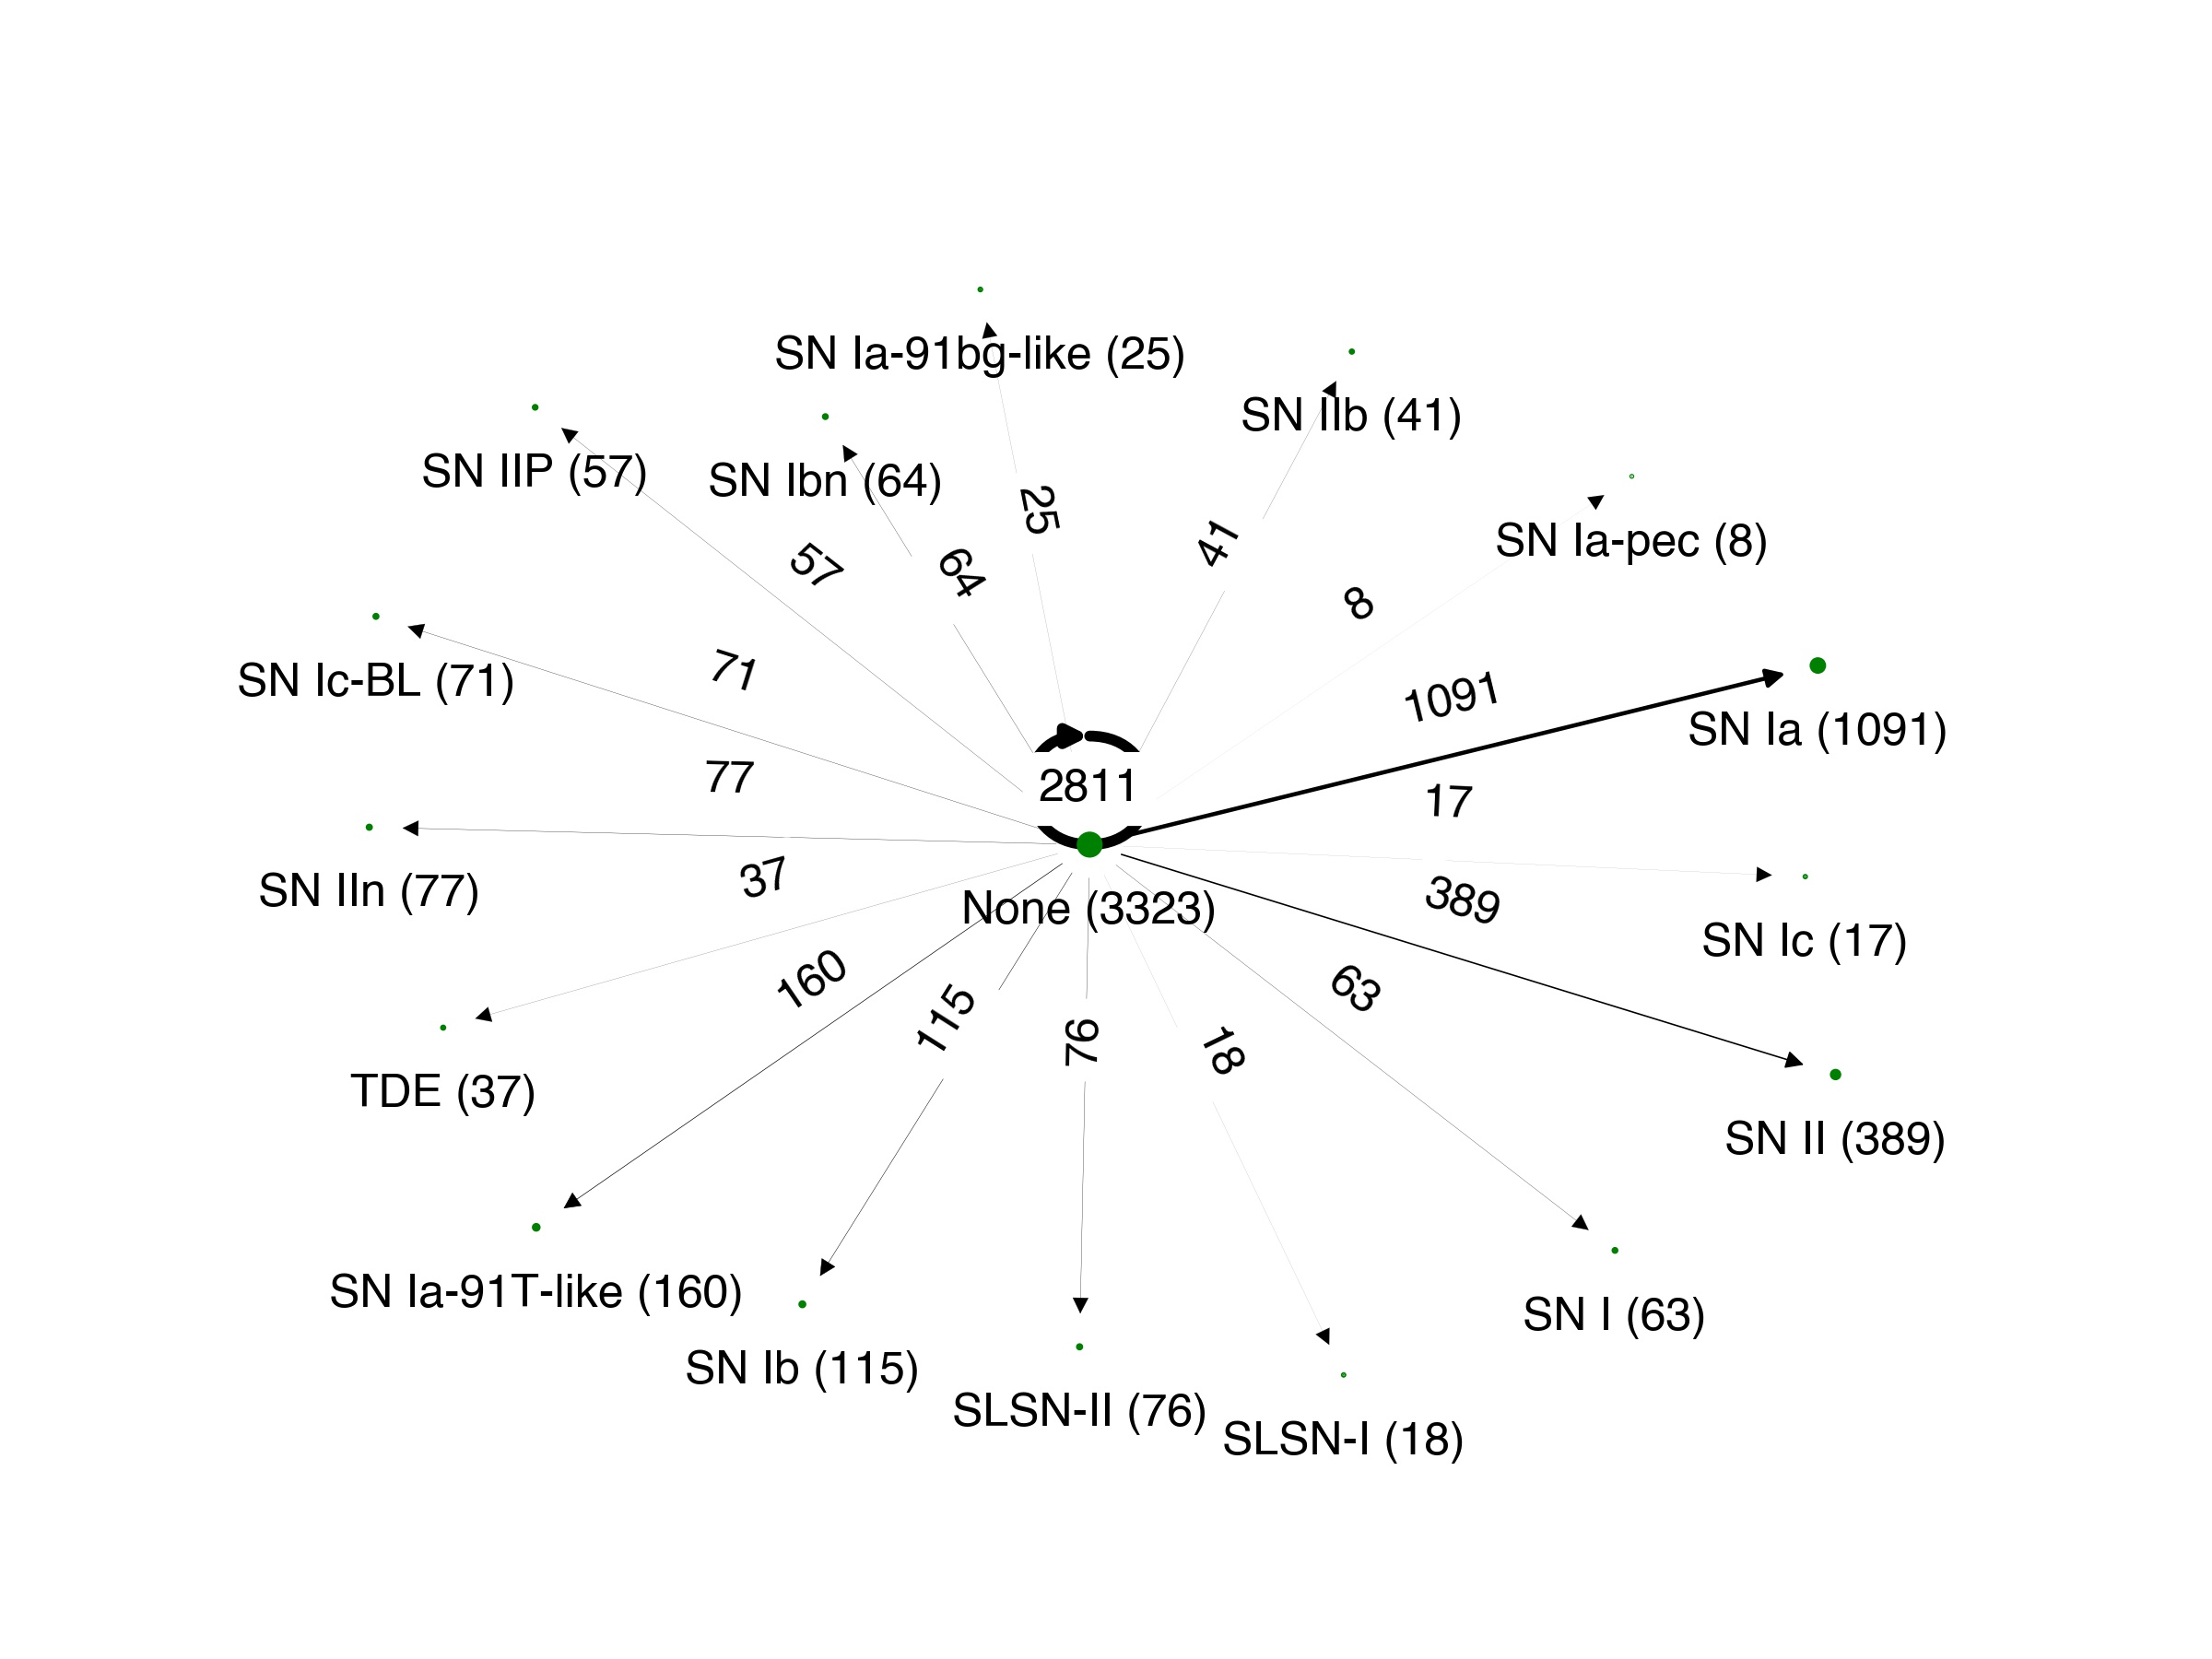 SN Ia-91bg-like (25)
SN IIb (41)
SN IIP (57)
SN Ibn (64)
25
41
SN Ia-pec (8)
57
64
8
SN Ic-BL (71)
71
1091
SN Ia (1091)
77
2811
17
SN IIn (77)
37
None (3323)
389
SN Ic (17)
160
115
76
18
63
TDE (37)
SN II (389)
SN Ia-91T-like (160)
SN I (63)
SN Ib (115)
SLSN-II (76)
SLSN-I (18)